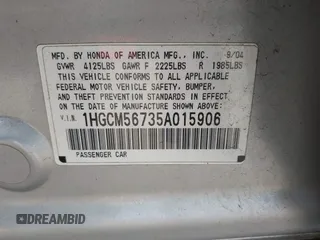 MFD. BY HONDA OF AMERICA MFG., INC. 8/04
GVWR 4125LBS GAWR F 2225LBS R 1985LBS
THIS VEHICLE CONFORMS TO ALL APPLICABLE
FEDERAL MOTOR VEHICLE SAFETY, BUMPER,
AND THEFT PREVENTION STANDARDS IN EFFECT
ON THE DATE OF MANUFACTURE SHOWN ABOVE.
V.I.N. 1HGCM56735A015906
PASSENGER CAR
DREAMBID